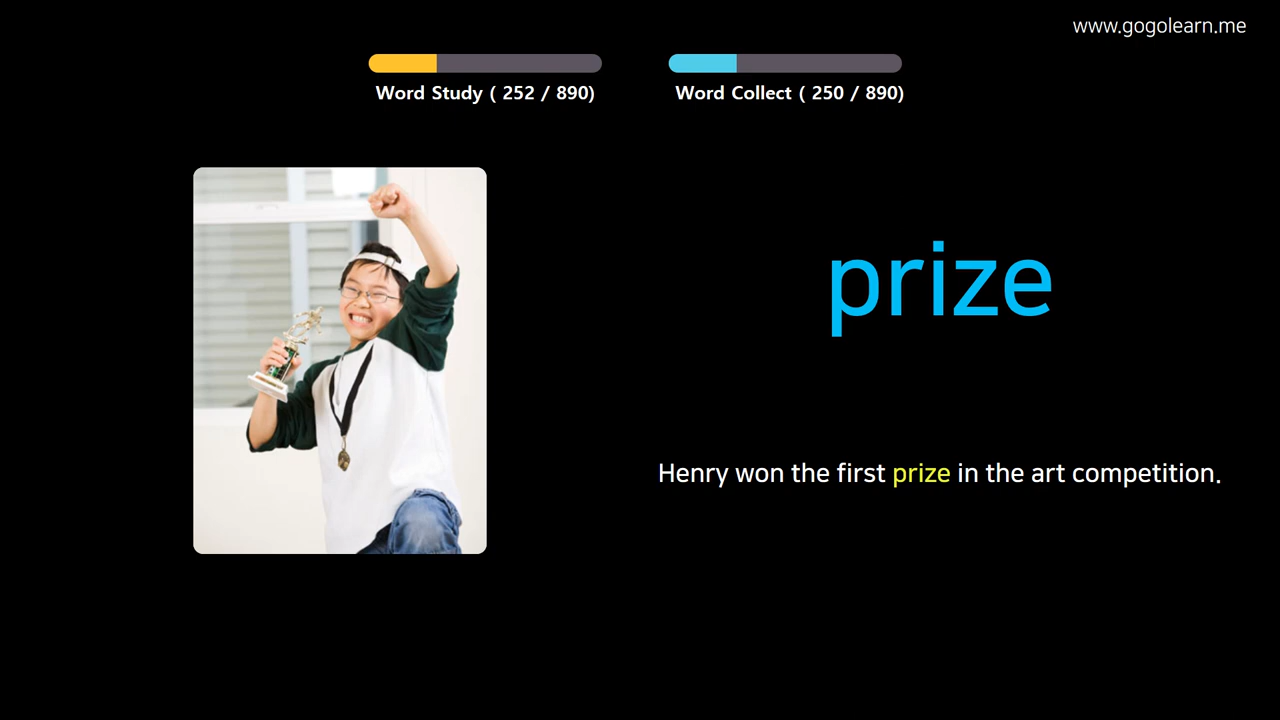 www.gogolearn.me
Word Study ( 252 / 890)
Word Collect ( 250 / 890)
prize
Henry won the first prize in the art competition.